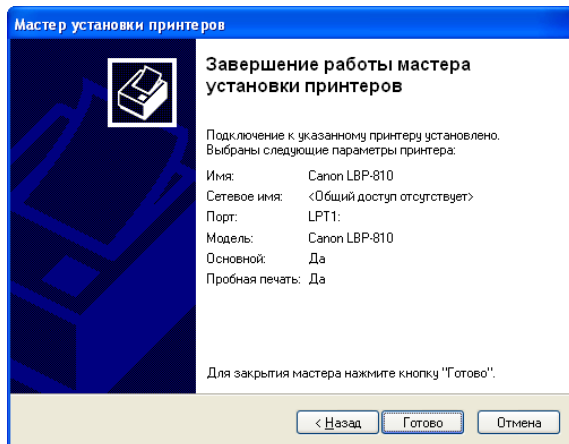 Мастер установки принтеров
Завершение работы мастера
установки принтеров
Подключение к указанному принтеру установлено.
Выбраны следующие параметры принтера:
Имя: Canon LBP-810
Сетевое имя: <Общий доступ отсутствует>
Порт: LPT1:
Модель: Canon LBP-810
Основной: Да
Пробная печать: Да
Для закрытия мастера нажмите кнопку "Готово".
< Назад Готово Отмена